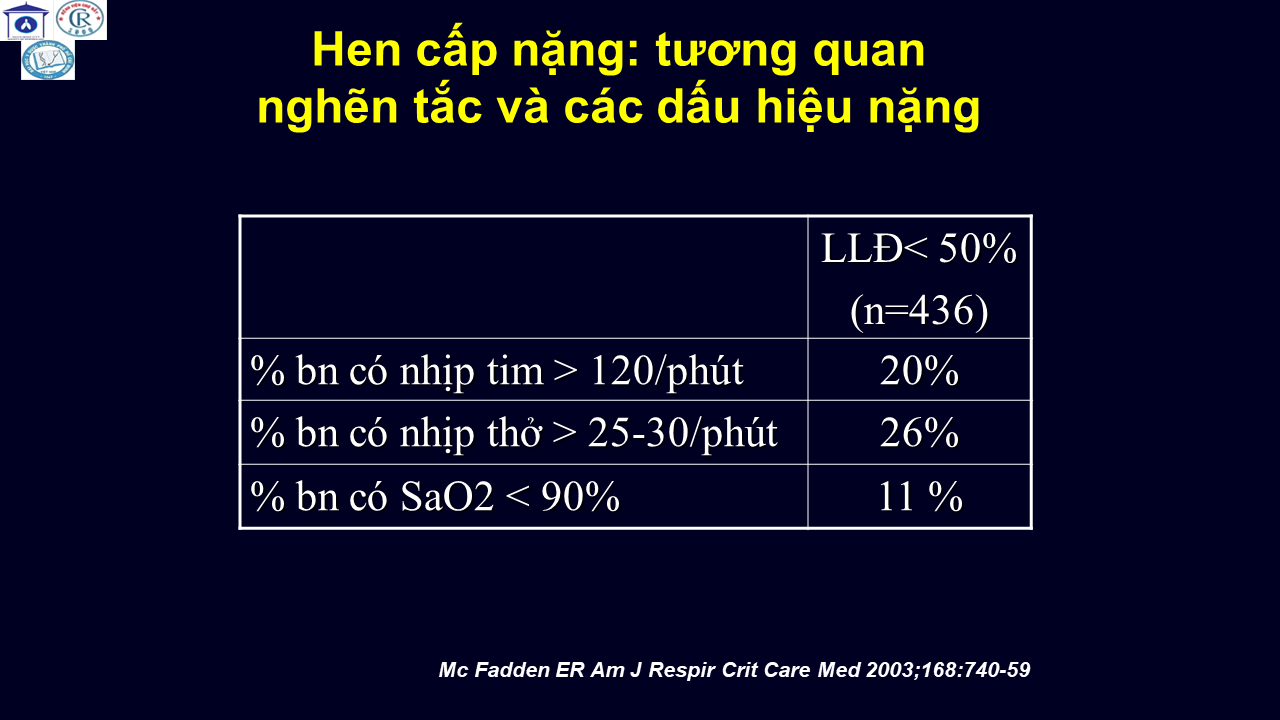 Hen cấp nặng: tương quan
nghẽn tắc và các dấu hiệu nặng
LLĐ< 50%
(n=436)
% bn có nhịp tim > 120/phút
20%
% bn có nhịp thở > 25-30/phút
26%
% bn có SaO2 < 90%
11 %
Mc Fadden ER Am J Respir Crit Care Med 2003;168:740-59